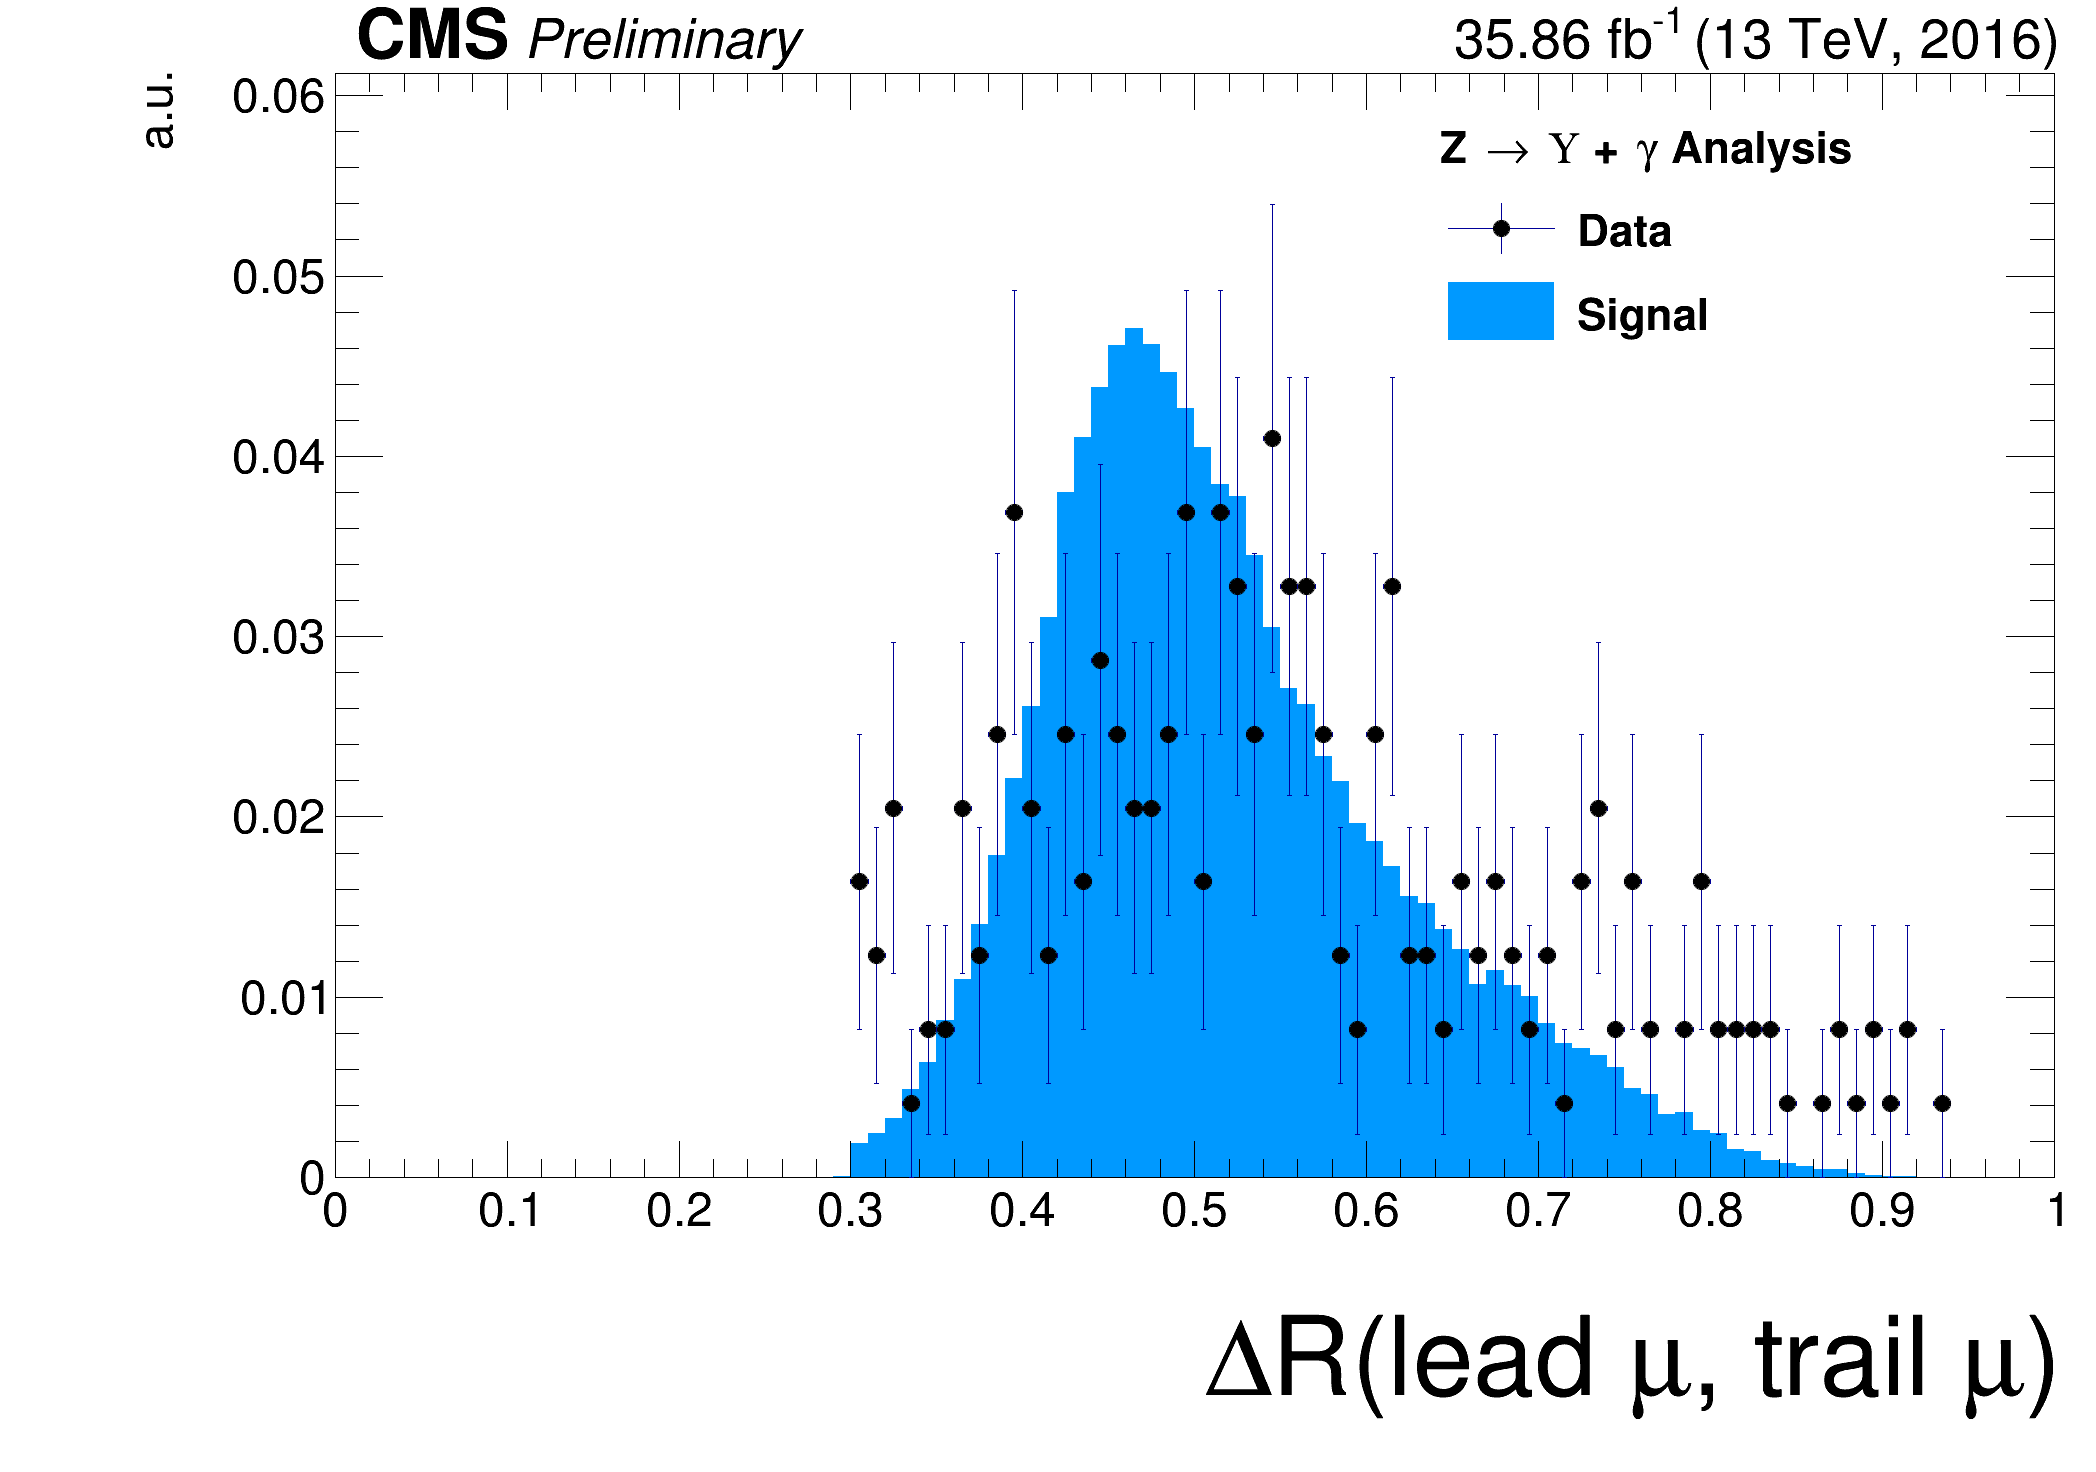 CMS Preliminary 35.86 fb⁻¹ (13 TeV, 2016)
a.u.
Z → Υ + γ Analysis
Data
Signal
0.06
0.05
0.04
0.03
0.02
0.01
0
0 0.1 0.2 0.3 0.4 0.5 0.6 0.7 0.8 0.9 1
ΔR(lead μ, trail μ)